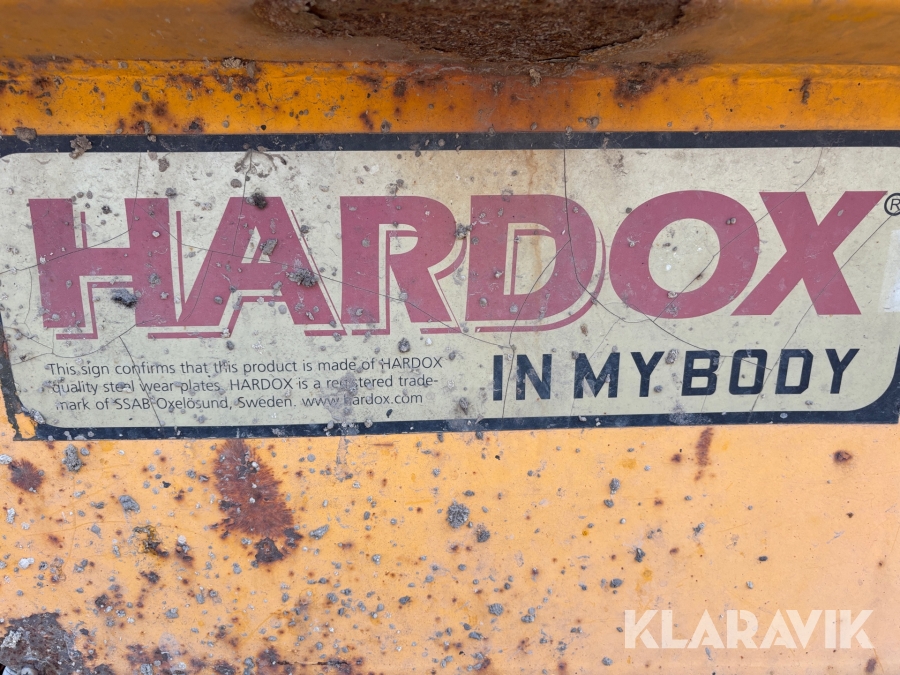 HARDOX®
This sign confirms that this product is made of HARDOX
quality steel wear plates. HARDOX is a registered trade-
mark of SSAB Oxelösund, Sweden. www.hardox.com
IN MY BODY
KLARAVIK